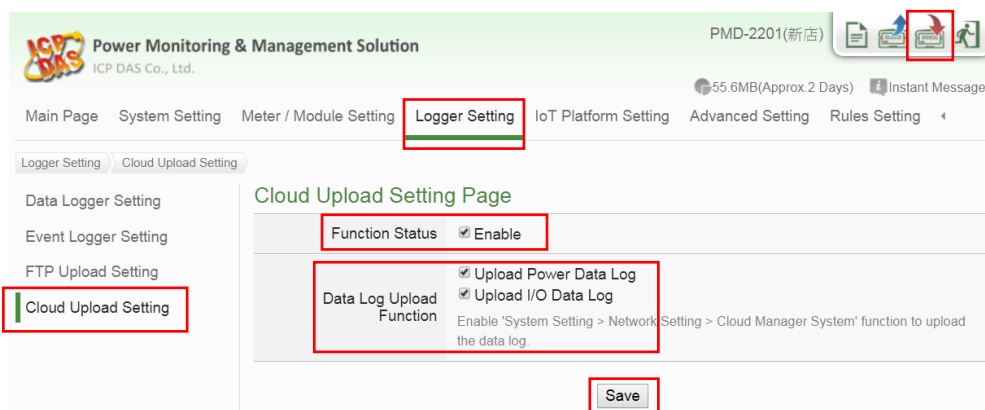 ICP DAS
Power Monitoring & Management Solution
ICP DAS Co., Ltd.
PMD-2201(新店)
55.6MB(Approx.2 Days) Instant Message
Main Page System Setting Meter / Module Setting Logger Setting IoT Platform Setting Advanced Setting Rules Setting
Logger Setting Cloud Upload Setting
Data Logger Setting
Event Logger Setting
FTP Upload Setting
Cloud Upload Setting
Cloud Upload Setting Page
Function Status Enable
Data Log Upload Function
Upload Power Data Log
Upload I/O Data Log
Enable 'System Setting > Network Setting > Cloud Manager System' function to upload
the data log.
Save